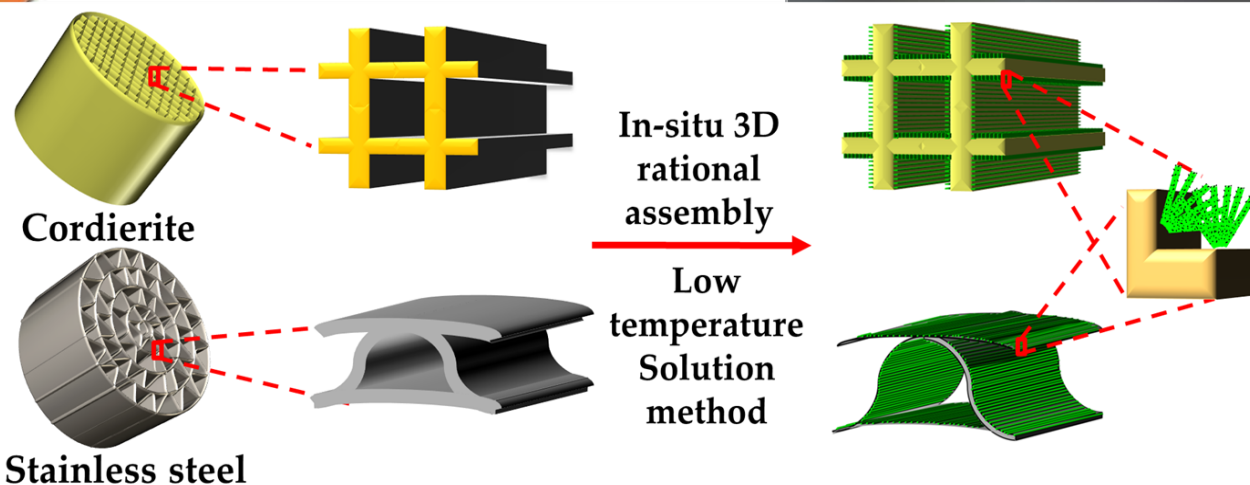 Cordierite
Stainless steel
In-situ 3D
rational
assembly
Low
temperature
Solution
method